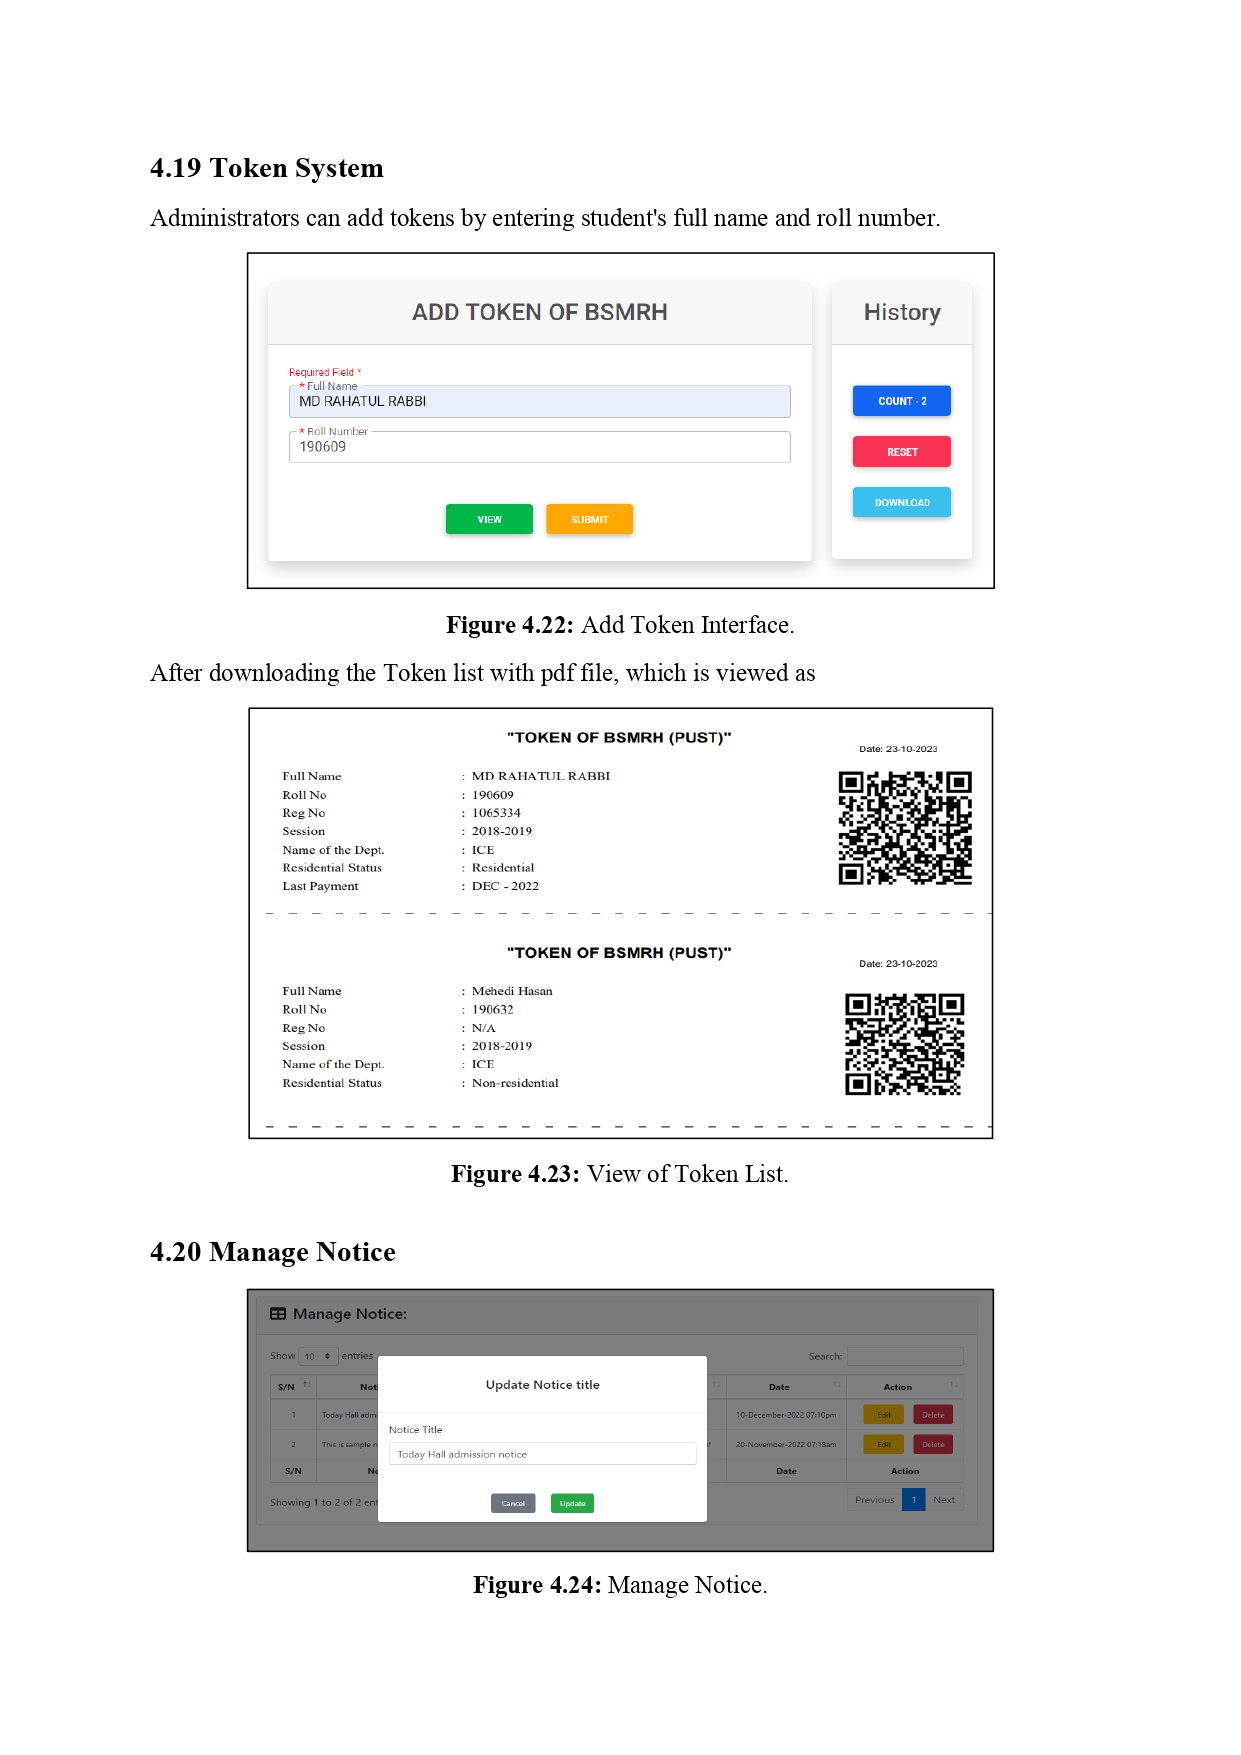 4.19 Token System
Administrators can add tokens by entering student's full name and roll number.
ADD TOKEN OF BSMRH
Required Field *
* Full Name
MD RAHATUL RABBI
* Roll Number
190609
VIEW SUBMIT
History
COUNT - 2
RESET
DOWNLOAD
Figure 4.22: Add Token Interface.
After downloading the Token list with pdf file, which is viewed as
"TOKEN OF BSMRH (PUST)"
Date: 23-10-2023
Full Name : MD RAHATUL RABBI
Roll No : 190609
Reg No : 1065334
Session : 2018-2019
Name of the Dept. : ICE
Residential Status : Residential
Last Payment : DEC - 2022
"TOKEN OF BSMRH (PUST)"
Date: 23-10-2023
Full Name : Mehedi Hasan
Roll No : 190632
Reg No : N/A
Session : 2018-2019
Name of the Dept. : ICE
Residential Status : Non-residential
Figure 4.23: View of Token List.
4.20 Manage Notice
Manage Notice:
Show 10 entries Search:
S/N Date Action
1 Today Hall 10-December-2022 07:10pm Edit Delete
2 This is sample 20-November-2022 07:18am Edit Delete
S/N Date Action
Showing 1 to 2 of 2 Previous 1 Next
Update Notice title
Notice Title
Today Hall admission notice
Cancel Update
Figure 4.24: Manage Notice.